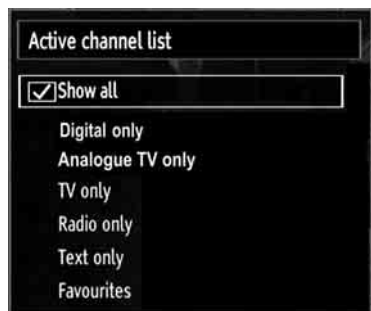 Active channel list
Show all
Digital only
Analogue TV only
TV only
Radio only
Text only
Favourites